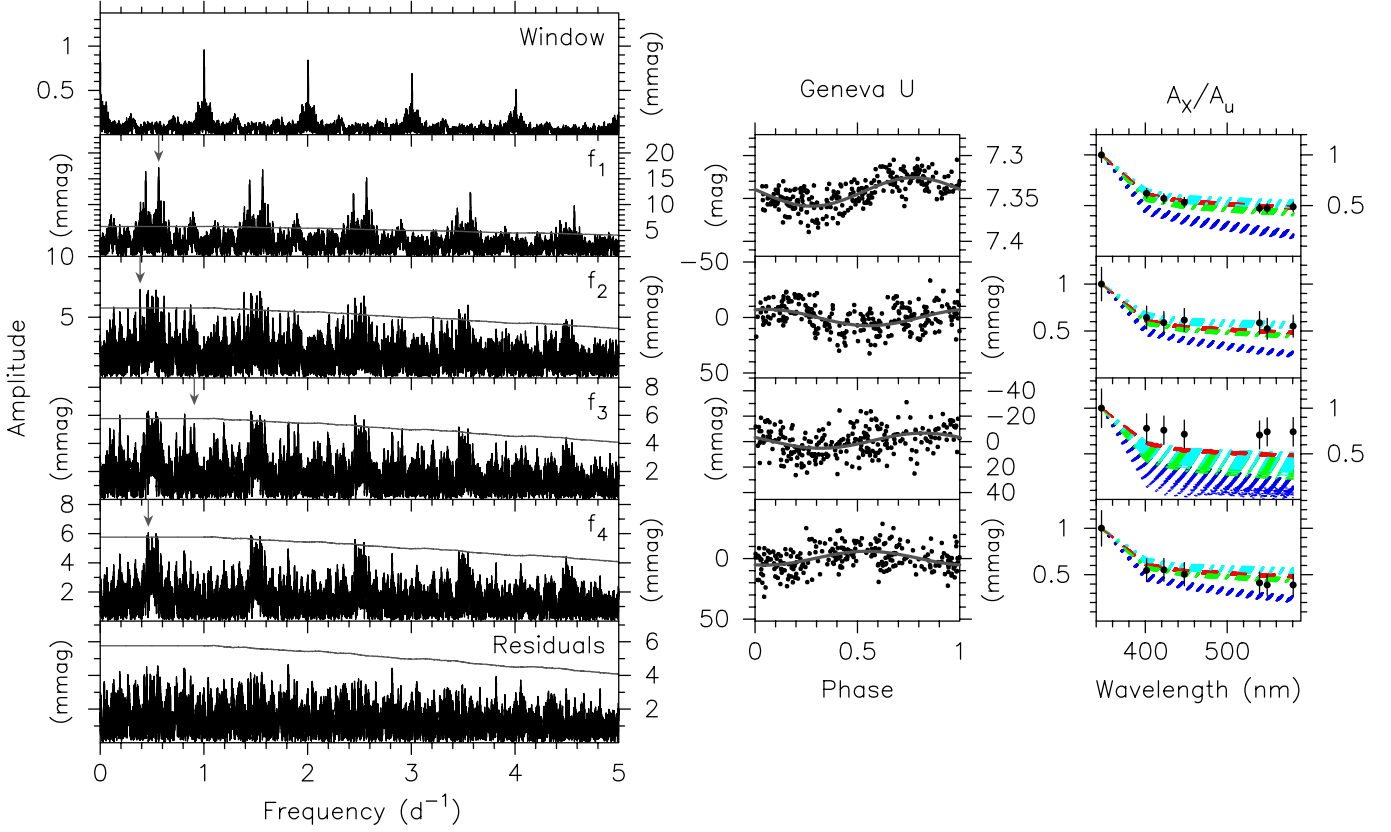 Window
1
0.5
(mmag)
f1
20
15
10
5
(mmag)
f2
10
5
(mmag)
f3
8
6
4
2
6
4
2
(mmag)
f4
8
6
4
2
(mmag)
Residuals
6
4
2
(mmag)
Amplitude
0 1 2 3 4 5
Frequency (d−1)
Geneva U
7.3
7.35
7.4
(mag)
−50
0
50
(mmag)
−40
−20
0
20
40
(mmag)
0
50
(mmag)
0 0.5 1
Phase
AX/Au
1
0.5
1
0.5
1
0.5
1
0.5
400 500
Wavelength (nm)